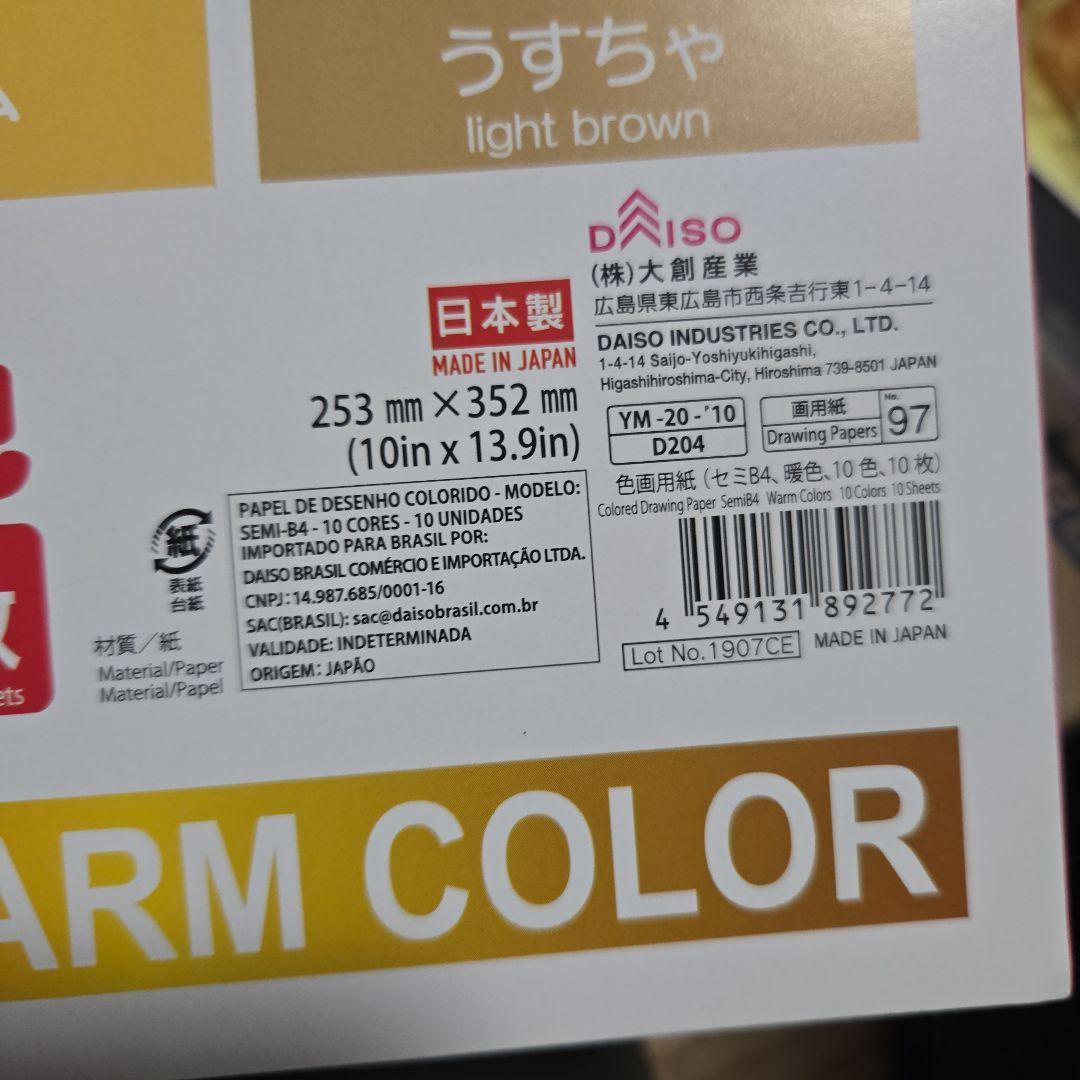 うすちゃ
light brown
DAISO
(株)大創産業
広島県東広島市西条吉行東1-4-14
DAISO INDUSTRIES CO., LTD.
1-4-14 Saijo-Yoshiyukihigashi,
Higashihiroshima-City, Hiroshima 739-8501 JAPAN
日本製
MADE IN JAPAN
253 mm×352 mm
(10in x 13.9in)
YM -20 -'10
D204
画用紙
Drawing Papers
No.
97
色画用紙(セミB4、暖色、10色、10枚)
Colored Drawing Paper SemiB4 Warm Colors 10 Colors 10 Sheets
4 549131 892772
Lot No.1907CE
MADE IN JAPAN
PAPEL DE DESENHO COLORIDO - MODELO:
SEMI-B4 - 10 CORES - 10 UNIDADES
IMPORTADO PARA BRASIL POR:
DAISO BRASIL COMÉRCIO E IMPORTAÇÃO LTDA.
CNPJ: 14.987.685/0001-16
SAC(BRASIL): sac@daisobrasil.com.br
VALIDADE: INDETERMINADA
ORIGEM: JAPÃO
紙
表紙
台紙
材質/紙
Material/Paper
Material/Papel
ets
ARM COLOR